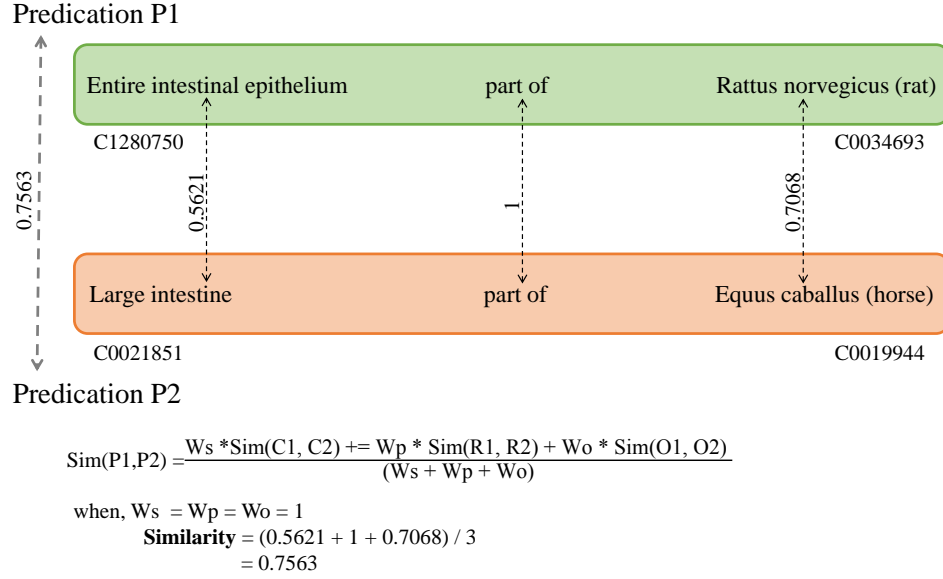 Predication P1
Entire intestinal epithelium part of Rattus norvegicus (rat)
C1280750 C0034693
0.7563 0.5621 1 0.7068
Large intestine part of Equus caballus (horse)
C0021851 C0019944
Predication P2
Sim(P1,P2) = Ws *Sim(C1, C2) += Wp * Sim(R1, R2) + Wo * Sim(O1, O2)
(Ws + Wp + Wo)
when, Ws = Wp = Wo = 1
Similarity = (0.5621 + 1 + 0.7068) / 3
= 0.7563